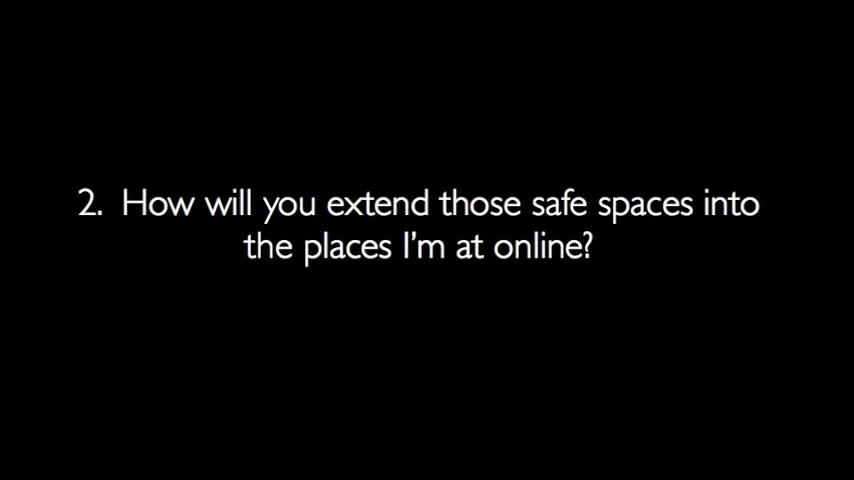 2. How will you extend those safe spaces into
the places I'm at online?